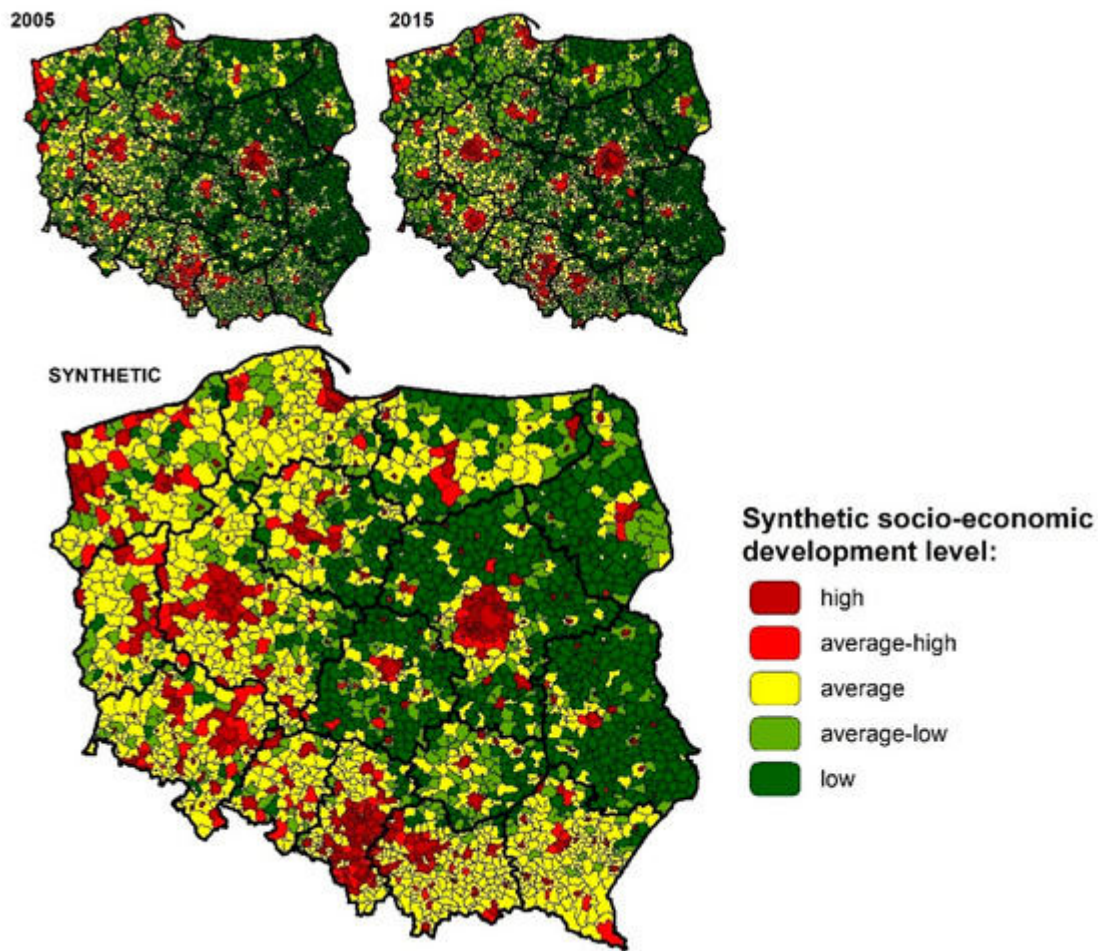 2005
2015
SYNTHETIC
Synthetic socio-economic
development level:
high
average-high
average
average-low
low